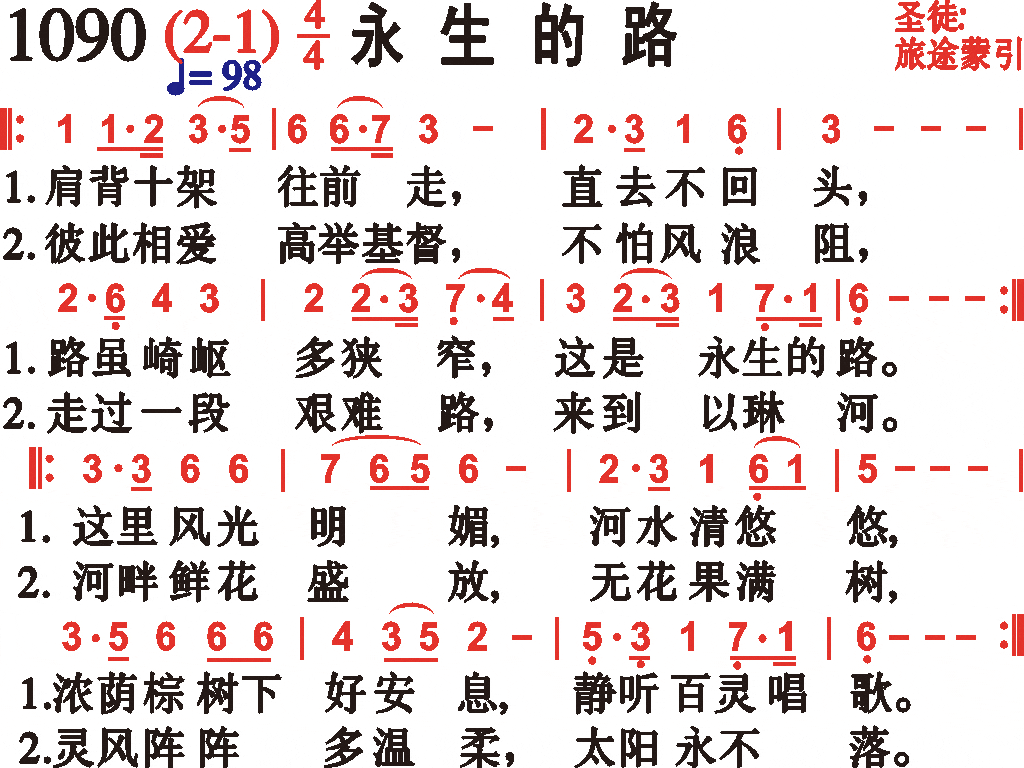 1090 (2-1) 4/4 永生的路 圣徒:
♩=98 旅途蒙引
‖: 1 1·2 3·5 | 6 6·7 3 － | 2·3 1 6̣ | 3 － － － |
1. 肩背十架 往前 走， 直去不回 头，
2. 彼此相爱 高举基督， 不怕风浪 阻，
2·6̣ 4 3 | 2 2·3 7̣·4 | 3 2·3 1 7̣·1 | 6̣ － － － :‖
1. 路虽崎岖 多狭 窄， 这是 永生的路。
2. 走过一段 艰难 路， 来到 以琳 河。
‖: 3·3 6 6 | 7 6 5 6 － | 2·3 1 6̣ 1 | 5 － － － |
1. 这里风光 明 媚， 河水清悠 悠，
2. 河畔鲜花 盛 放， 无花果满 树，
3·5 6 6 6 | 4 3 5 2 － | 5̣·3̣ 1 7̣·1 | 6̣ － － － :‖
1.浓荫棕树下 好安 息， 静听百灵唱 歌。
2.灵风阵阵 多温 柔， 太阳永不 落。